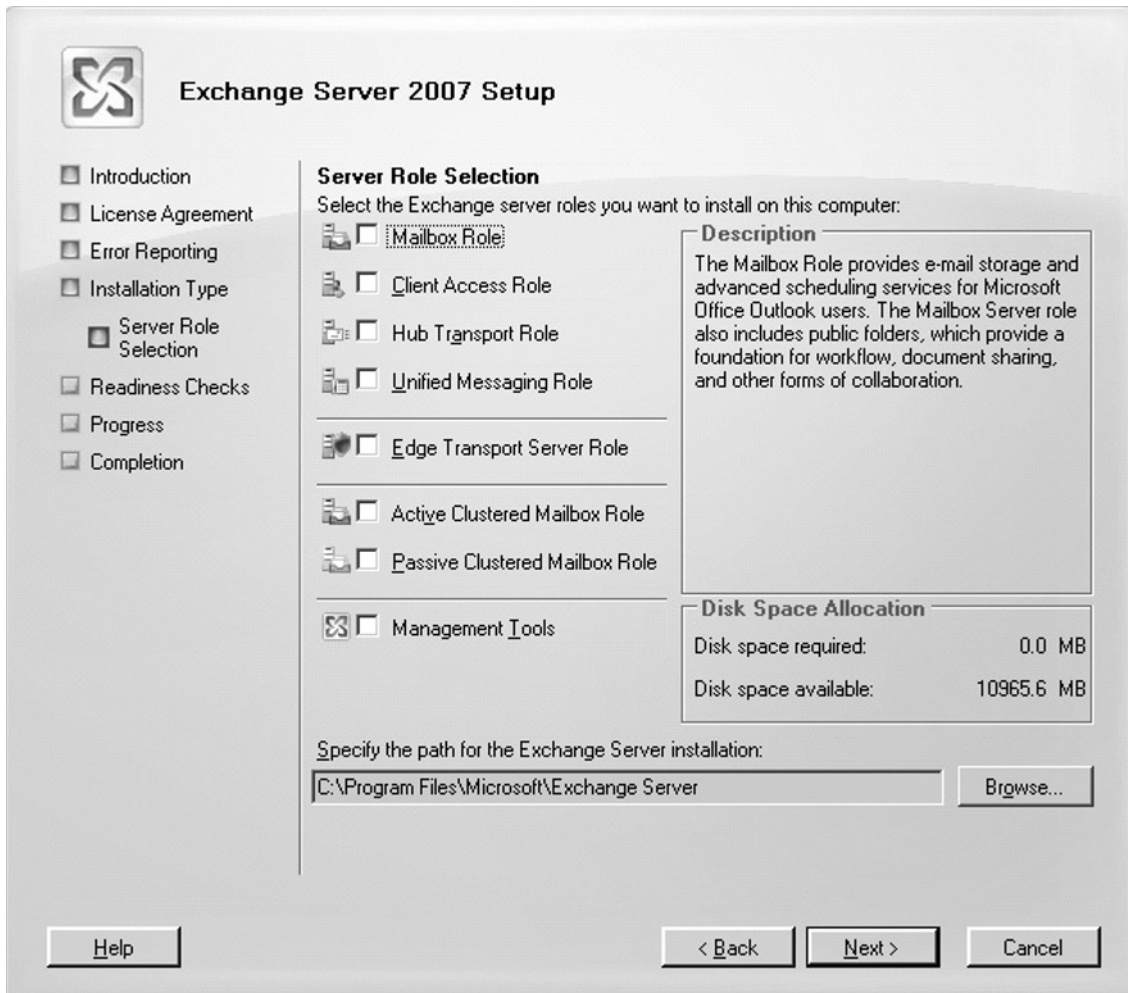 Exchange Server 2007 Setup
Introduction
License Agreement
Error Reporting
Installation Type
Server Role
Selection
Readiness Checks
Progress
Completion
Server Role Selection
Select the Exchange server roles you want to install on this computer:
Mailbox Role
Client Access Role
Hub Transport Role
Unified Messaging Role
Edge Transport Server Role
Active Clustered Mailbox Role
Passive Clustered Mailbox Role
Management Tools
Description
The Mailbox Role provides e-mail storage and
advanced scheduling services for Microsoft
Office Outlook users. The Mailbox Server role
also includes public folders, which provide a
foundation for workflow, document sharing,
and other forms of collaboration.
Disk Space Allocation
Disk space required: 0.0 MB
Disk space available: 10965.6 MB
Specify the path for the Exchange Server installation:
C:\Program Files\Microsoft\Exchange Server
Browse...
Help
< Back
Next >
Cancel